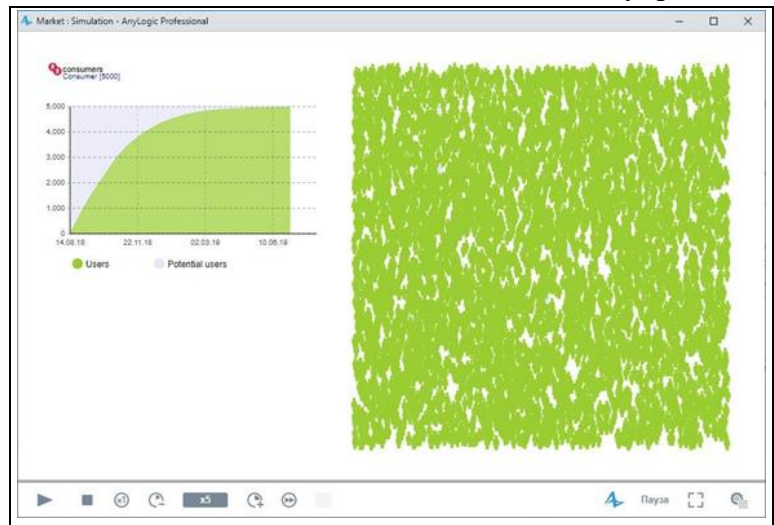 Market : Simulation - AnyLogic Professional
consumers
Consumer [5000]
5,000
4,000
3,000
2,000
1,000
0
14.08.18 22.11.18 02.03.19 10.06.19
Users Potential users
x1 x5 Пауза